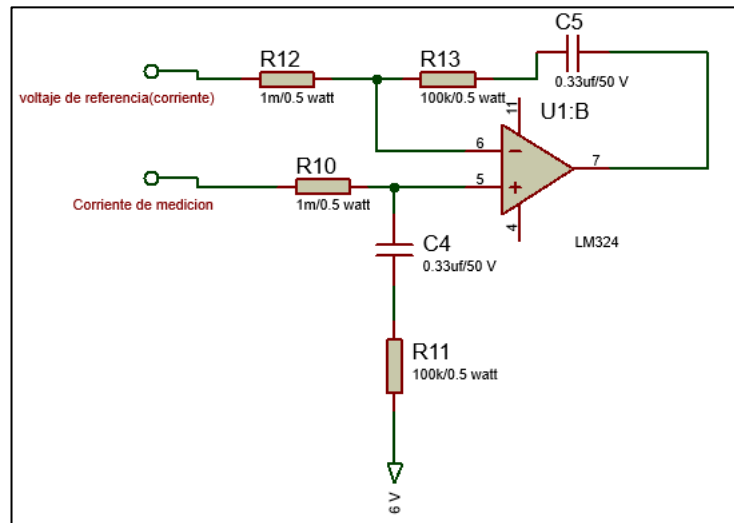 C5
R12
R13
0.33uf/50 V
voltaje de referencia(corriente)
1m/0.5 watt
100k/0.5 watt
U1:B
11
6
7
R10
5
Corriente de medicion
1m/0.5 watt
4
LM324
C4
0.33uf/50 V
R11
100k/0.5 watt
6 V